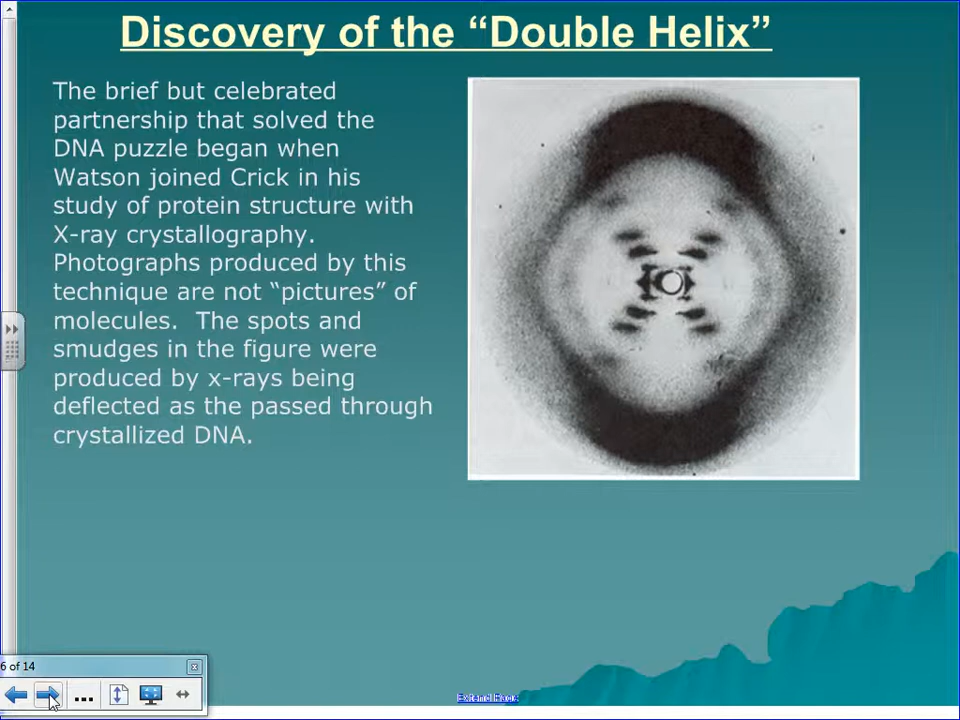 Discovery of the “Double Helix”
The brief but celebrated
partnership that solved the
DNA puzzle began when
Watson joined Crick in his
study of protein structure with
X-ray crystallography.
Photographs produced by this
technique are not “pictures” of
molecules.  The spots and
smudges in the figure were
produced by x-rays being
deflected as the passed through
crystallized DNA.
6 of 14
Extend Page